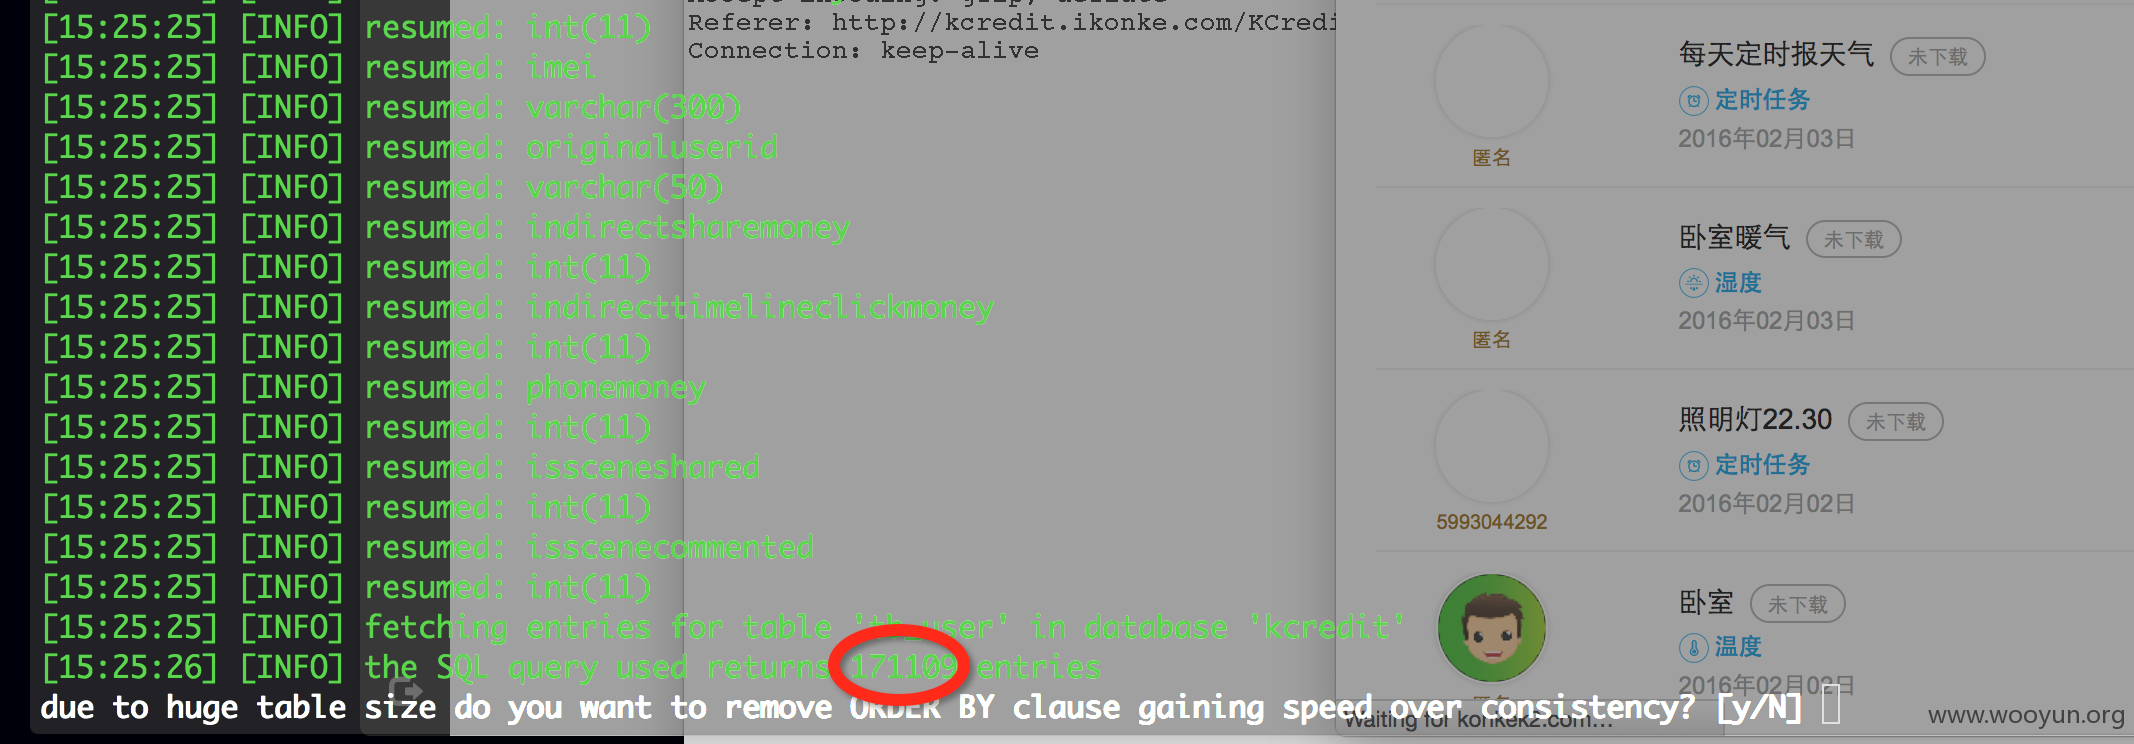 [15:25:25] [INFO] resumed: int(11)
[15:25:25] [INFO] resumed: imei
[15:25:25] [INFO] resumed: varchar(300)
[15:25:25] [INFO] resumed: originaluserid
[15:25:25] [INFO] resumed: varchar(50)
[15:25:25] [INFO] resumed: indirectsharemoney
[15:25:25] [INFO] resumed: int(11)
[15:25:25] [INFO] resumed: indirecttimelineclickmoney
[15:25:25] [INFO] resumed: int(11)
[15:25:25] [INFO] resumed: phonemoney
[15:25:25] [INFO] resumed: int(11)
[15:25:25] [INFO] resumed: issceneshared
[15:25:25] [INFO] resumed: int(11)
[15:25:25] [INFO] resumed: isscenecommented
[15:25:25] [INFO] resumed: int(11)
[15:25:25] [INFO] fetching entries for table 'tb_user' in database 'kcredit'
[15:25:26] [INFO] the SQL query used returns 171109 entries
due to huge table size do you want to remove ORDER BY clause gaining speed over consistency? [y/N]
Referer: http://kcredit.ikonke.com/KCredi
Connection: keep-alive
每天定时报天气 未下载
定时任务
2016年02月03日
匿名
卧室暖气 未下载
湿度
2016年02月03日
匿名
照明灯22.30 未下载
定时任务
2016年02月02日
5993044292
卧室 未下载
温度
2016年02月02日
Waiting for konkek2.com...
www.wooyun.org